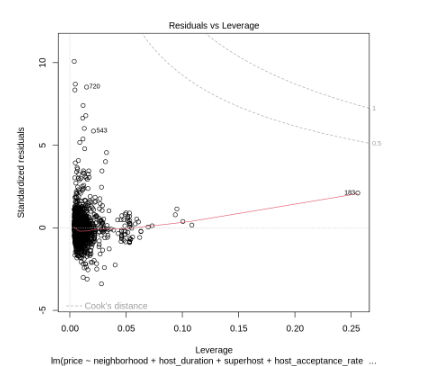 Residuals vs Leverage
Standardized residuals
10
5
0
-5
720
543
163
1
0.5
Cook's distance
0.00 0.05 0.10 0.15 0.20 0.25
Leverage
lm(price ~ neighborhood + host_duration + superhost + host_acceptance_rate ...